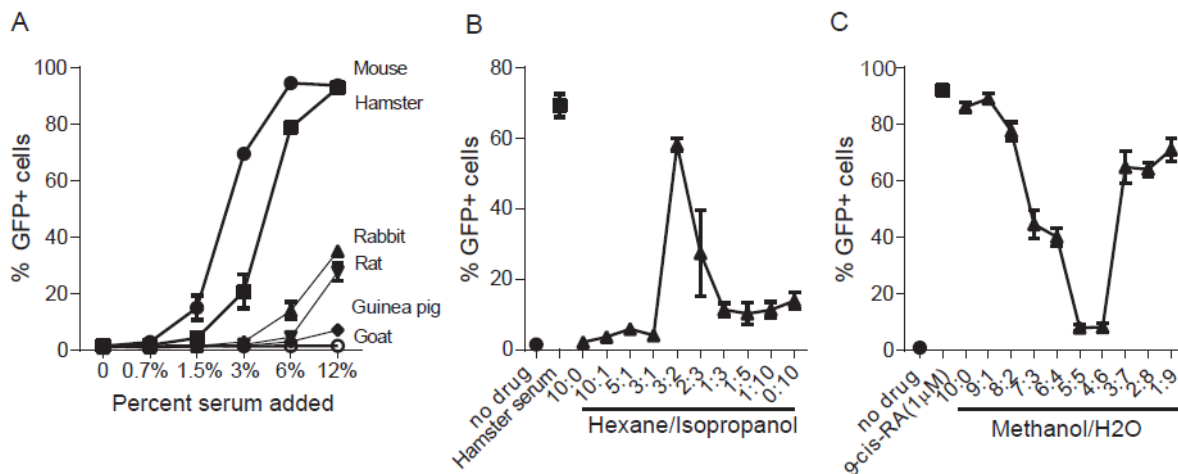 A
% GFP+ cells
100
80
60
40
20
0
0
0.7%
1.5%
3%
6%
12%
Percent serum added
Mouse
Hamster
Rabbit
Rat
Guinea pig
Goat
B
% GFP+ cells
80
60
40
20
0
no drug
Hamster serum
10:0
10:1
5:1
3:1
3:2
2:3
1:3
1:5
1:10
0:10
Hexane/Isopropanol
C
% GFP+ cells
100
80
60
40
20
0
no drug
9-cis-RA(1μM)
10:0
9:1
8:2
7:3
6:4
5:5
4:6
3:7
2:8
1:9
Methanol/H2O